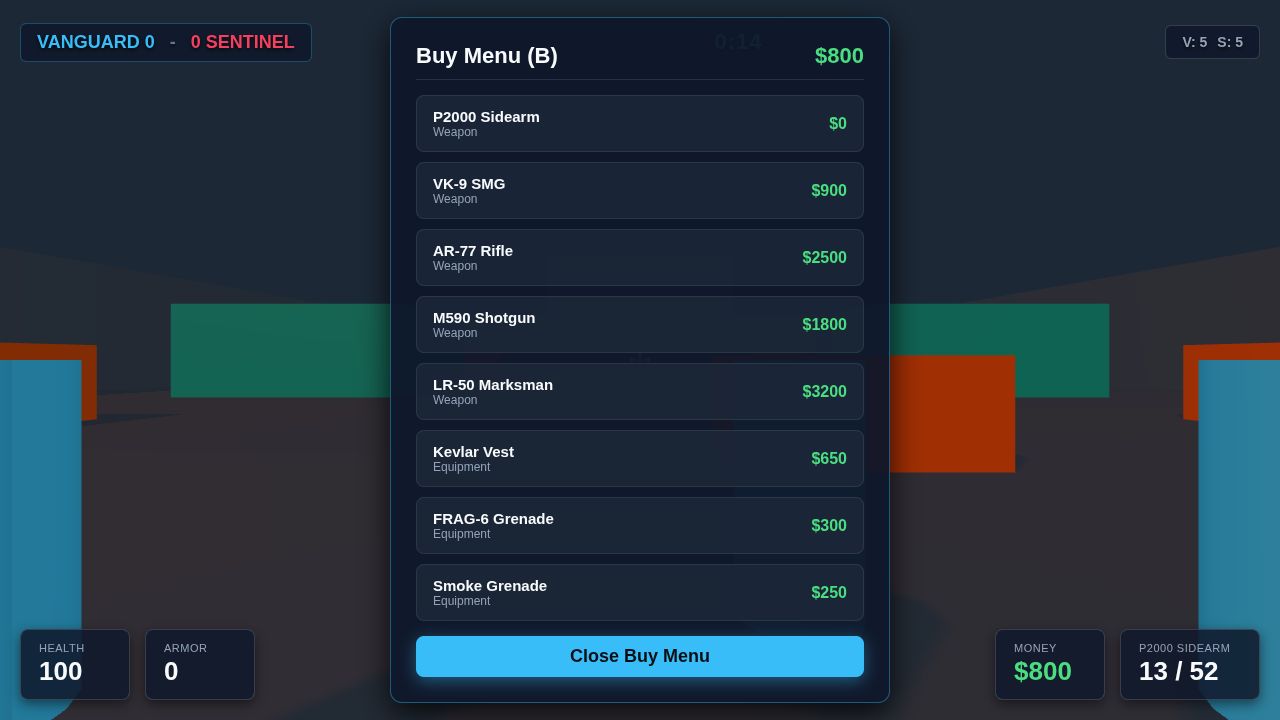 VANGUARD 0 - 0 SENTINEL
0:14
V: 5 S: 5
Buy Menu (B)
$800
P2000 Sidearm
Weapon
$0
VK-9 SMG
Weapon
$900
AR-77 Rifle
Weapon
$2500
M590 Shotgun
Weapon
$1800
LR-50 Marksman
Weapon
$3200
Kevlar Vest
Equipment
$650
FRAG-6 Grenade
Equipment
$300
Smoke Grenade
Equipment
$250
Close Buy Menu
HEALTH
100
ARMOR
0
MONEY
$800
P2000 SIDEARM
13 / 52